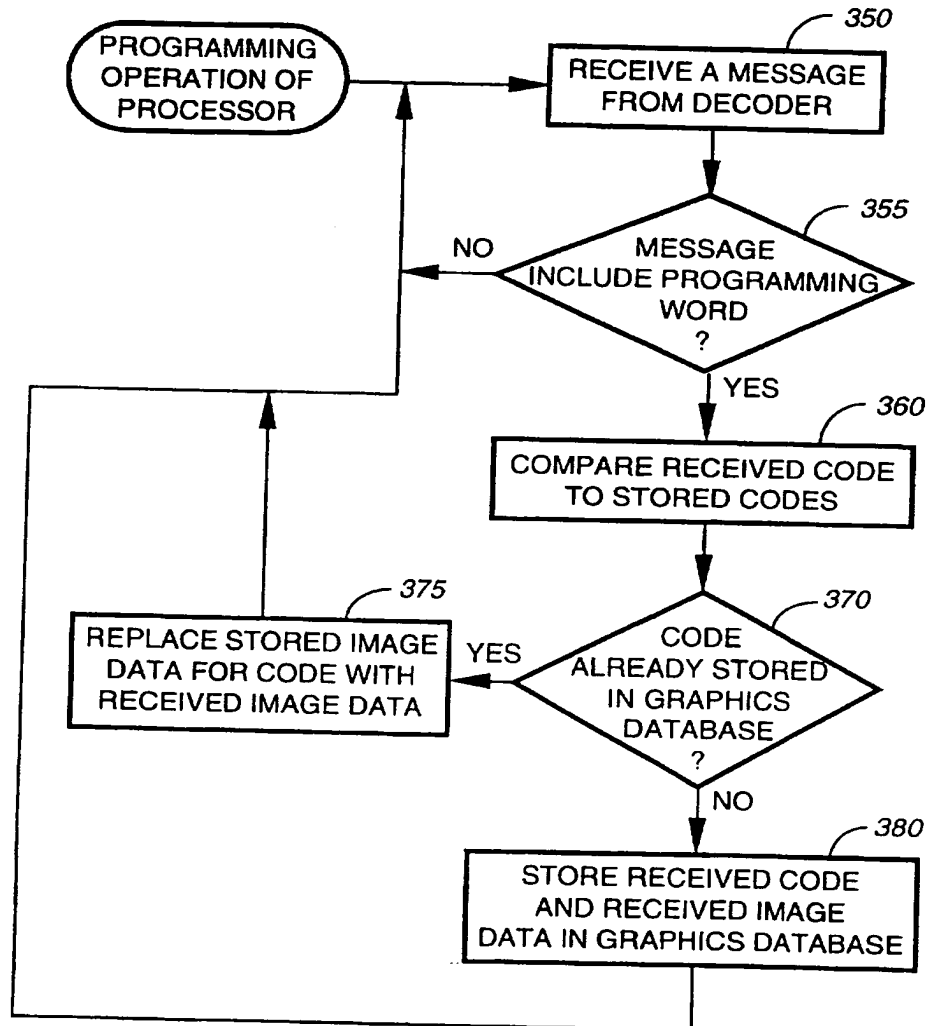 PROGRAMMING
OPERATION OF
PROCESSOR
350
RECEIVE A MESSAGE
FROM DECODER
355
MESSAGE
INCLUDE PROGRAMMING
WORD
?
NO
YES
360
COMPARE RECEIVED CODE
TO STORED CODES
370
CODE
ALREADY STORED
IN GRAPHICS
DATABASE
?
YES
375
REPLACE STORED IMAGE
DATA FOR CODE WITH
RECEIVED IMAGE DATA
NO
380
STORE RECEIVED CODE
AND RECEIVED IMAGE
DATA IN GRAPHICS DATABASE